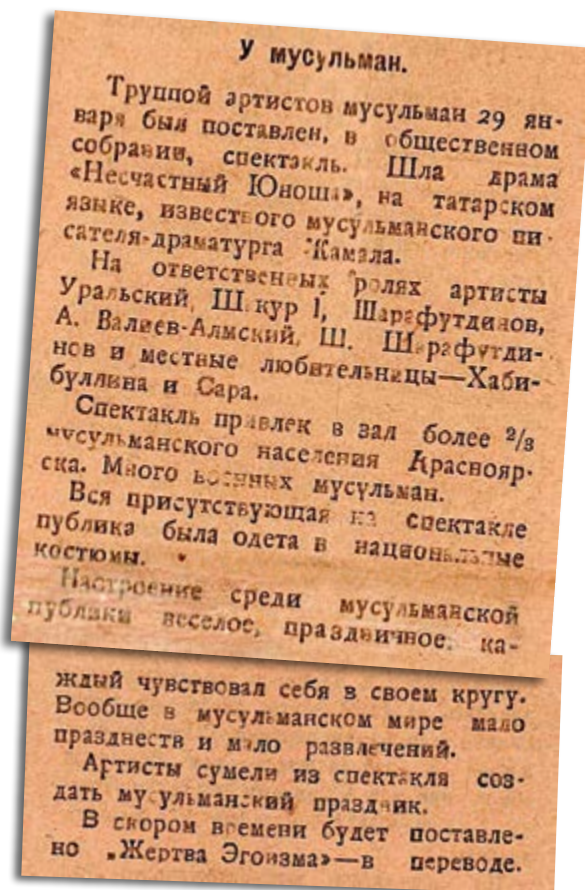 У мусульман.
Труппой артистов мусульман 29 ян-
варя был поставлен, в общественном
собрании, спектакль. Шла драма
«Несчастный Юноша», на татарском
языке, известного мусульманского пи-
сателя-драматурга Камала.
На ответственных ролях артисты
Уральский, Шакур I, Шарафутдинов,
А. Валиев-Алмский, Ш. Шарафутди-
нов и местные любительницы—Хаби-
буллина и Сара.
Спектакль привлек в зал более ²/₃
мусульманского населения Краснояр-
ска. Много военных мусульман.
Вся присутствующая на спектакле
публика была одета в национальные
костюмы.
Настроение среди мусульманской
публики веселое, праздничное, ка-
ждый чувствовал себя в своем кругу.
Вообще в мусульманском мире мало
празднеств и мало развлечений.
Артисты сумели из спектакля соз-
дать мусульманский праздник.
В скором времени будет поставле-
но „Жертва Эгоизма»—в переводе.